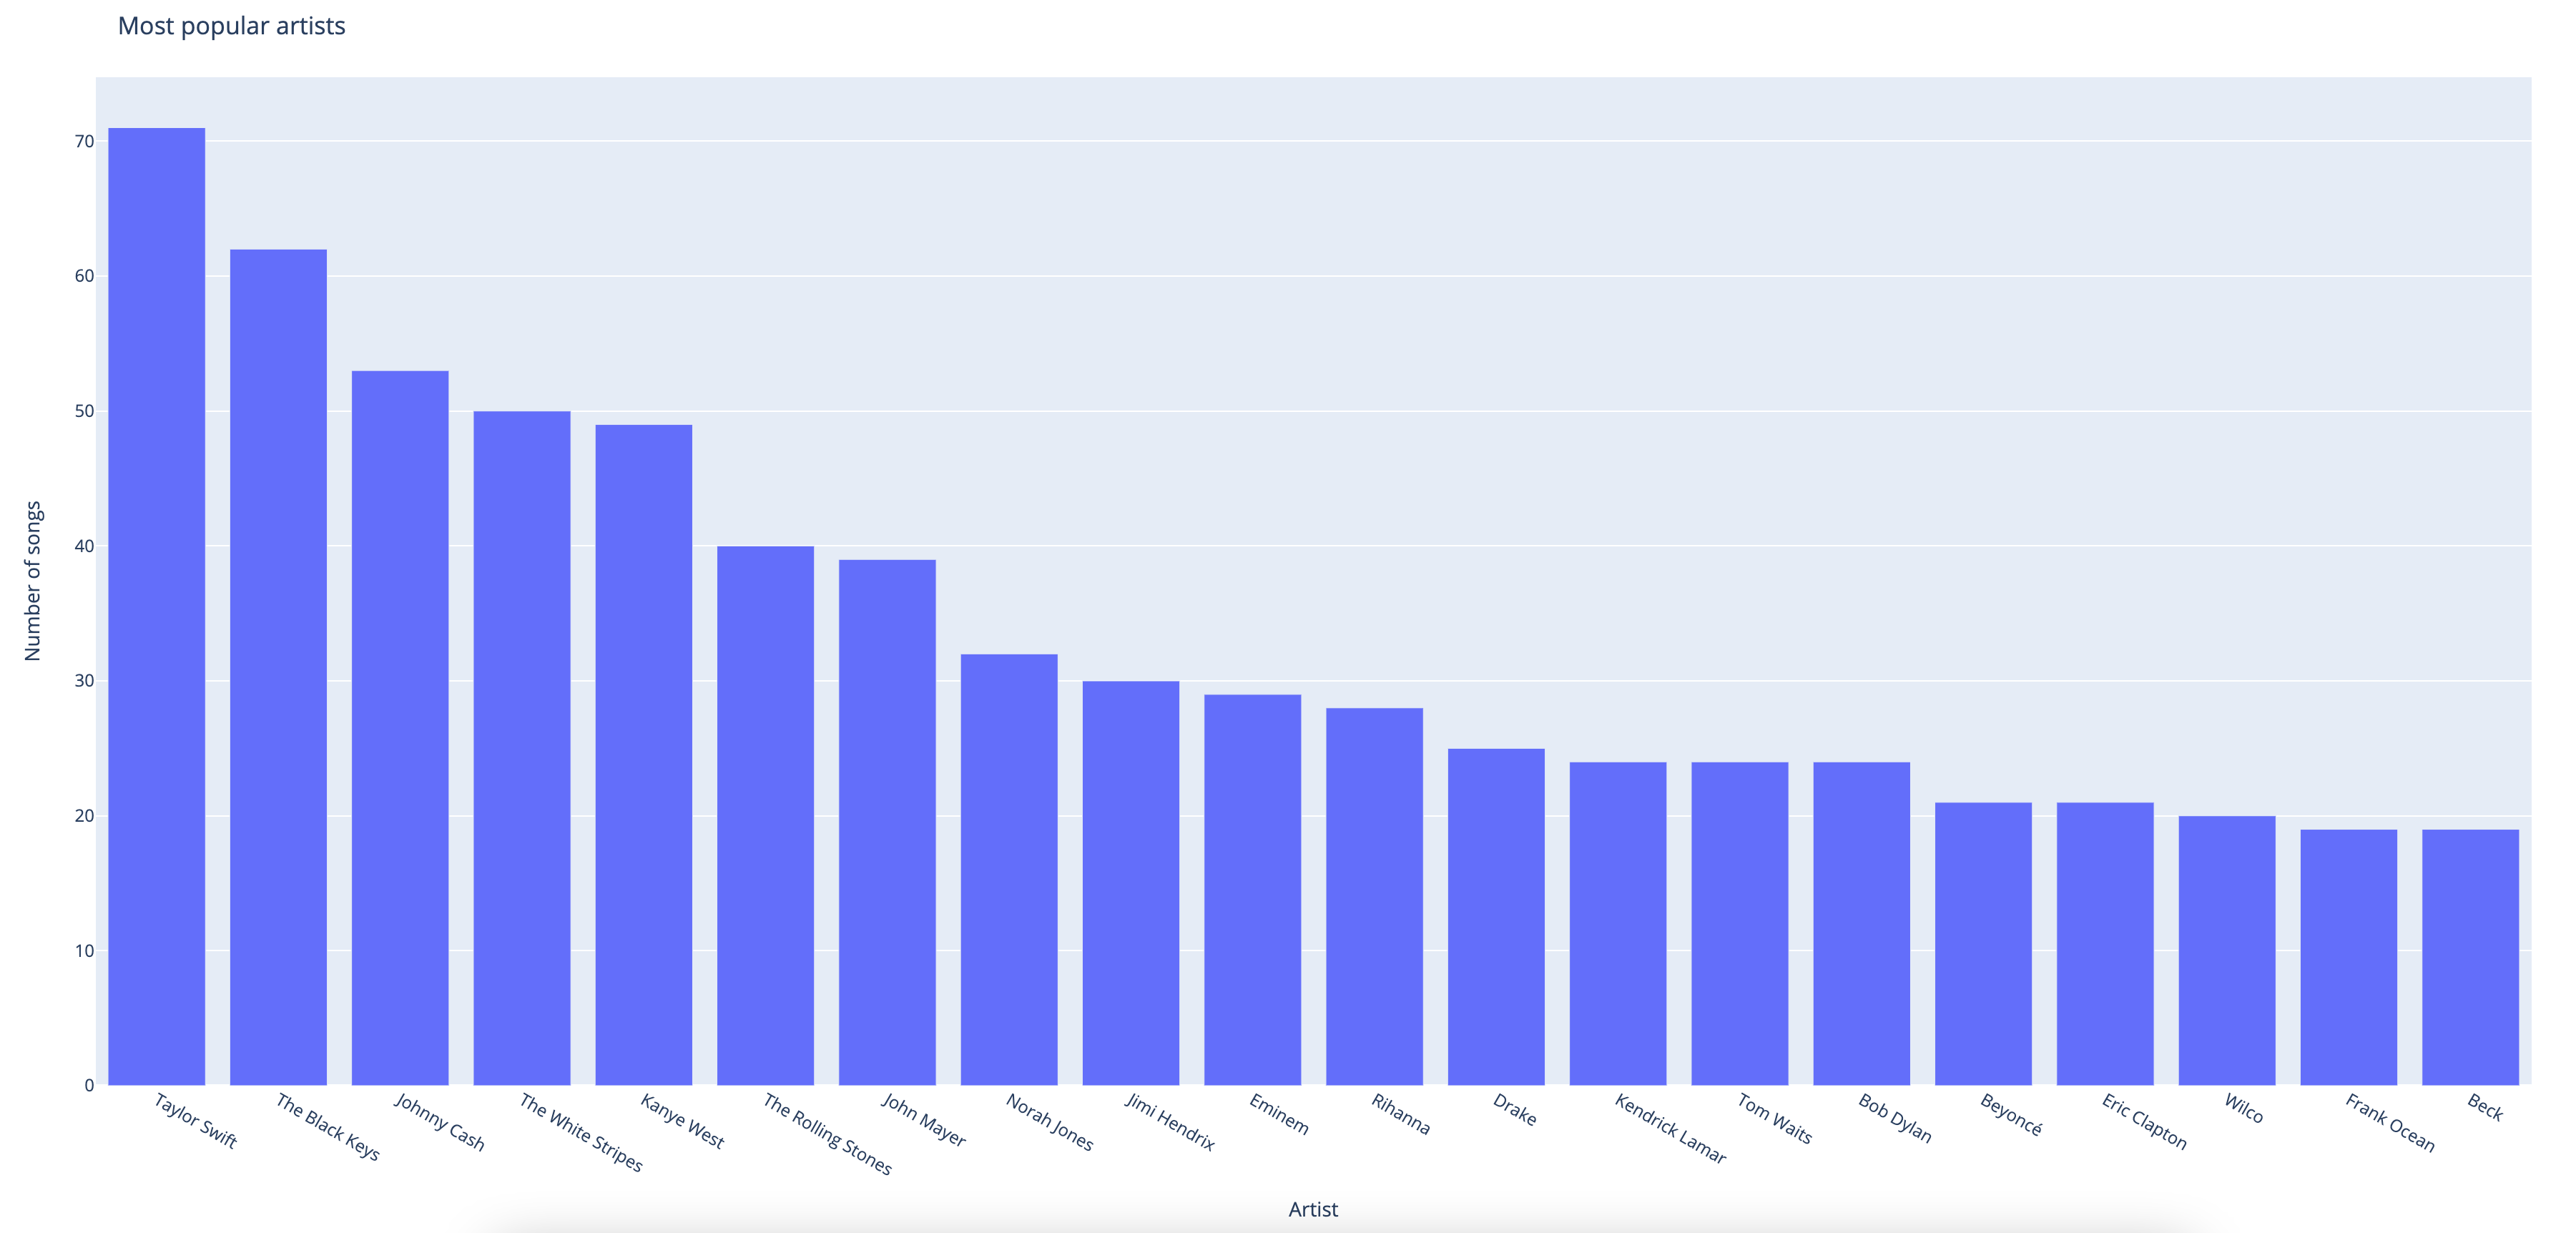 Most popular artists
Number of songs
70
60
50
40
30
20
10
0
Taylor Swift
The Black Keys
Johnny Cash
The White Stripes
Kanye West
The Rolling Stones
John Mayer
Norah Jones
Jimi Hendrix
Eminem
Rihanna
Drake
Kendrick Lamar
Tom Waits
Bob Dylan
Beyoncé
Eric Clapton
Wilco
Frank Ocean
Beck
Artist